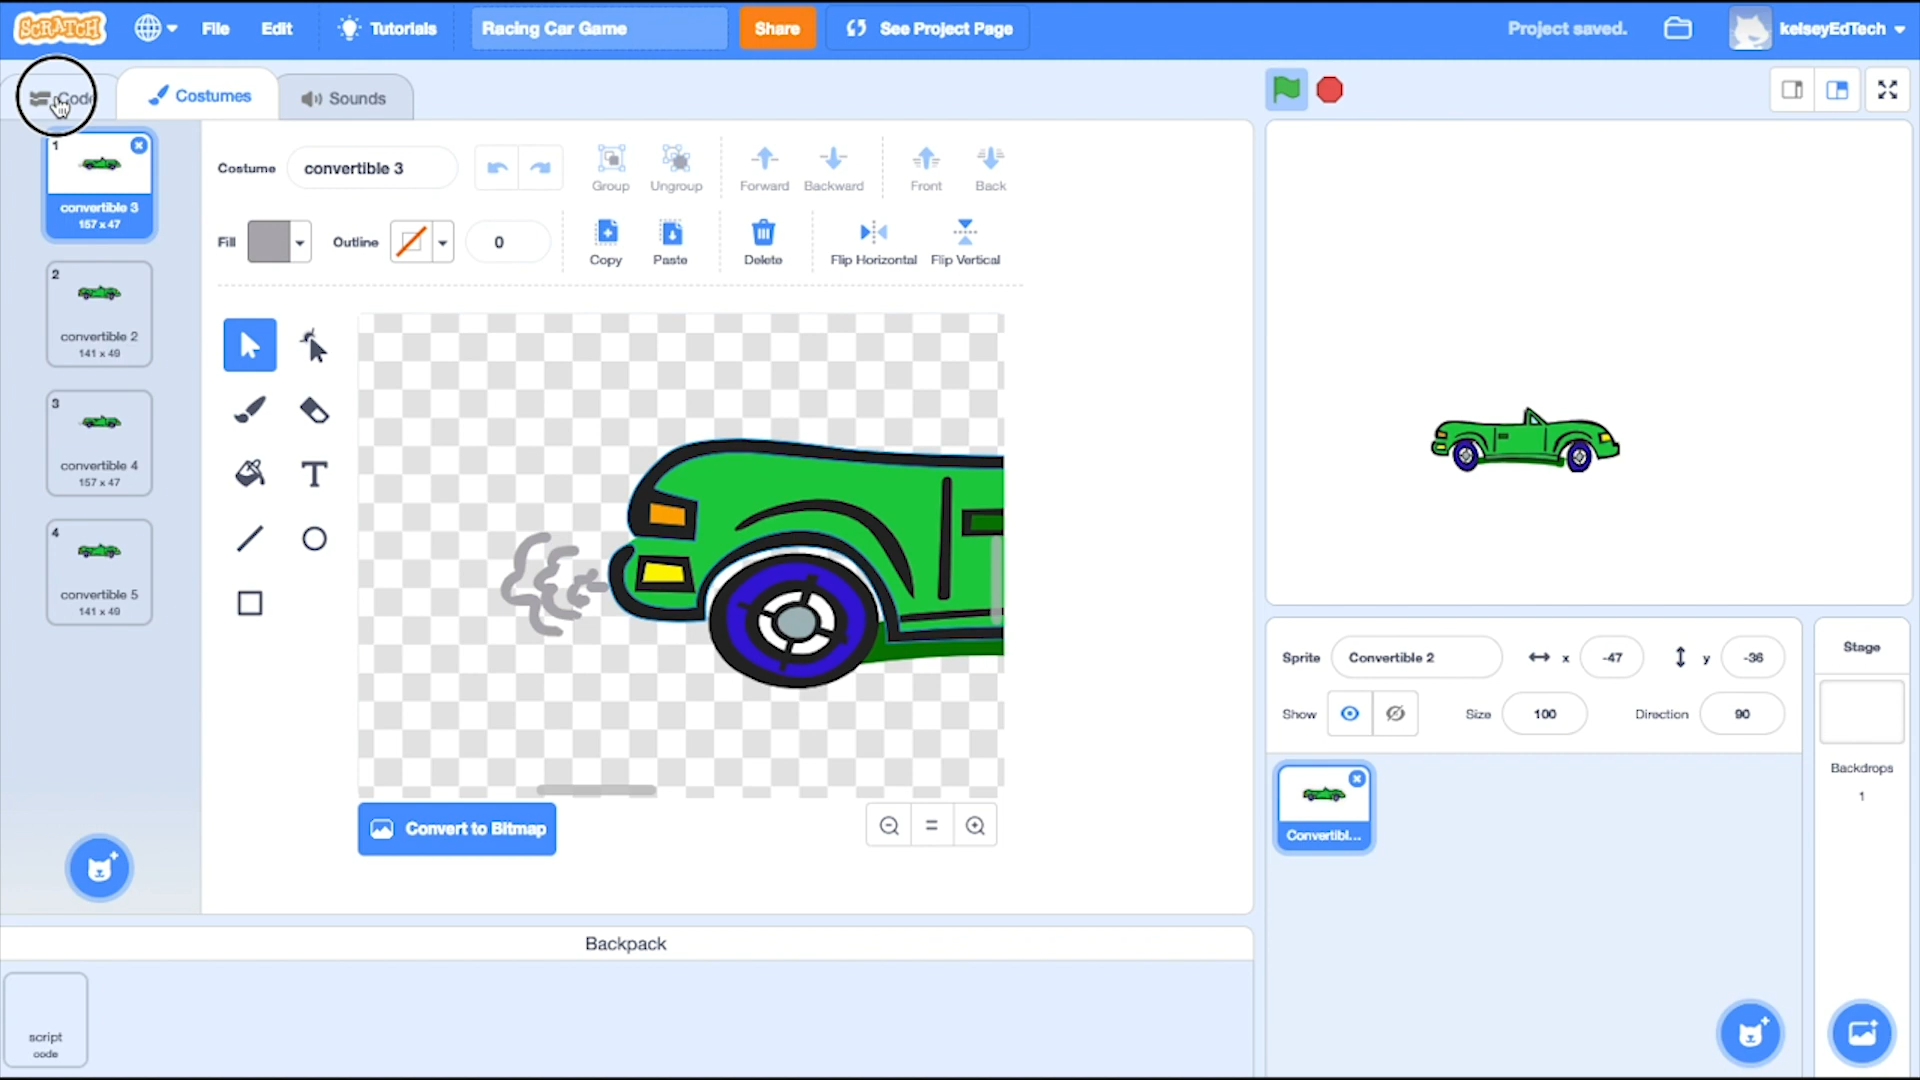 SCRATCH
File
Edit
Tutorials
Racing Car Game
Share
See Project Page
Project saved.
kelseyEdTech
Code
Costumes
Sounds
1
convertible 3
157 x 47
2
convertible 2
141 x 49
3
convertible 4
157 x 47
4
convertible 5
141 x 49
Costume
convertible 3
Group
Ungroup
Forward
Backward
Front
Back
Fill
Outline
0
Copy
Paste
Delete
Flip Horizontal
Flip Vertical
T
Convert to Bitmap
Sprite
Convertible 2
x
-47
y
-36
Show
Size
100
Direction
90
Convertibl...
Stage
Backdrops
1
Backpack
script
code